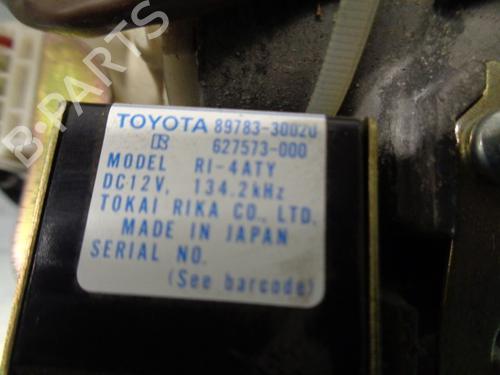 B-PARTS
TOYOTA 89783-30020
627573-000
MODEL RI-4ATY
DC12V, 134.2kHz
TOKAI RIKA CO., LTD.
MADE IN JAPAN
SERIAL NO.
(See barcode)